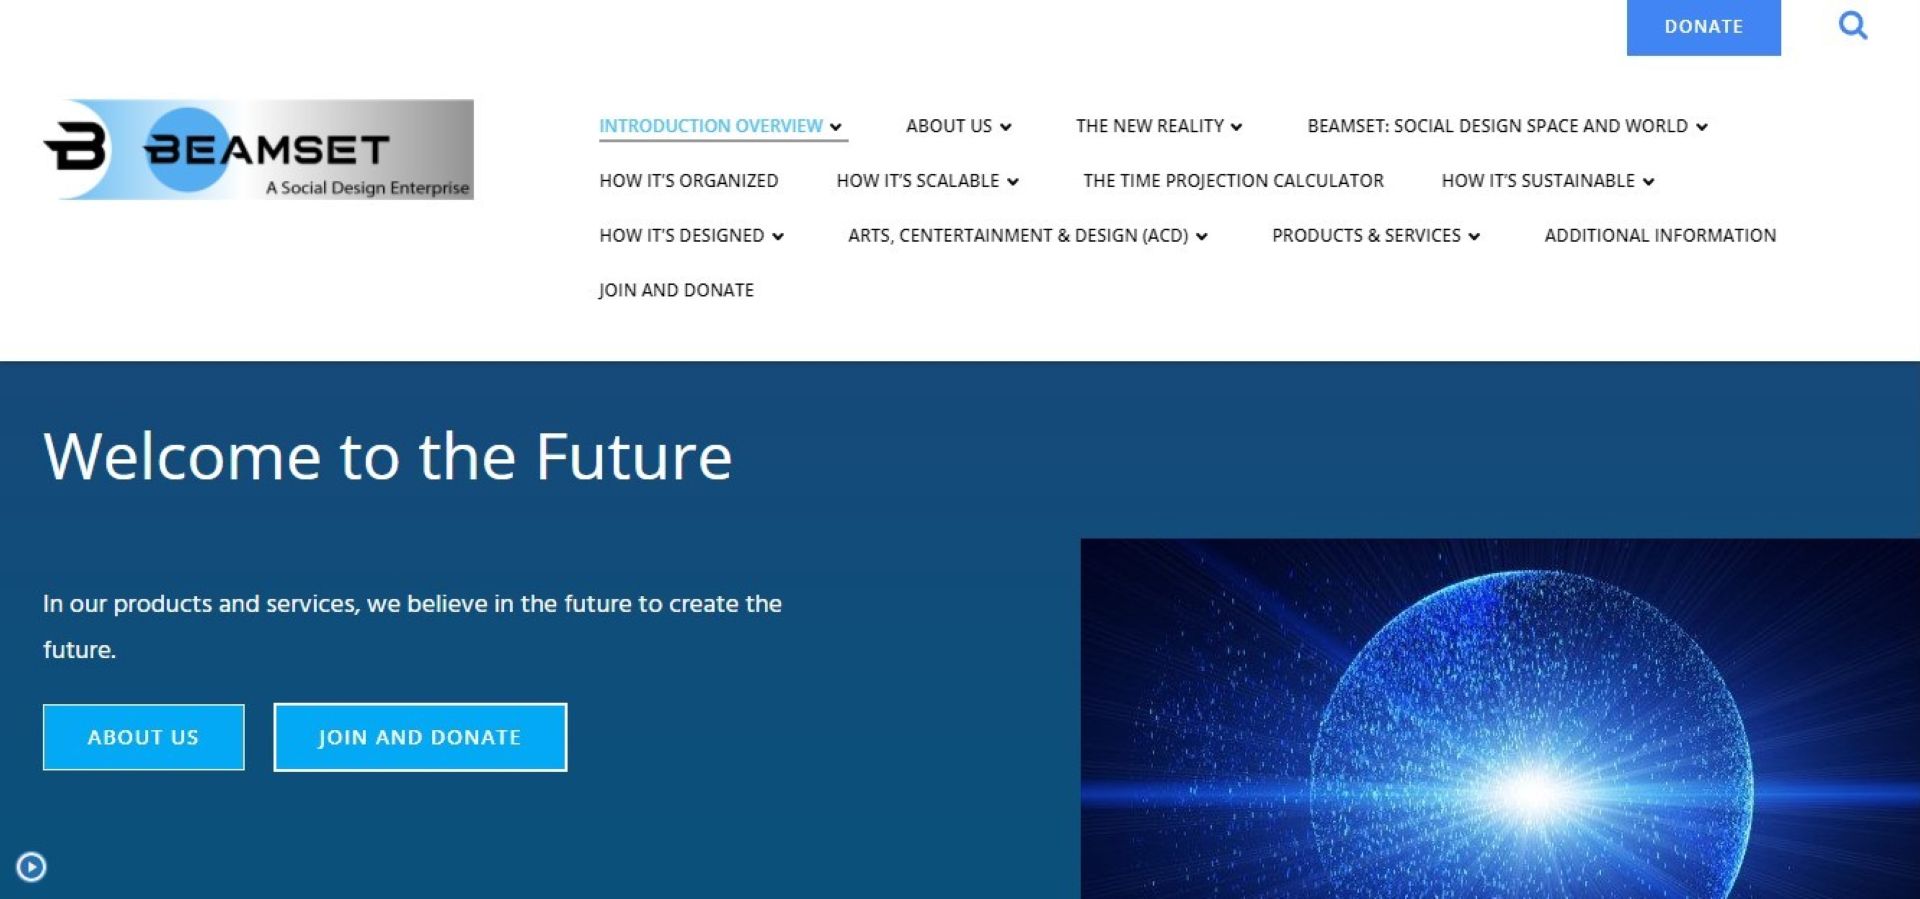 DONATE
B BEAMSET
A Social Design Enterprise
INTRODUCTION OVERVIEW ABOUT US THE NEW REALITY BEAMSET: SOCIAL DESIGN SPACE AND WORLD
HOW IT'S ORGANIZED HOW IT'S SCALABLE THE TIME PROJECTION CALCULATOR HOW IT'S SUSTAINABLE
HOW IT'S DESIGNED ARTS, CENTERTAINMENT & DESIGN (ACD) PRODUCTS & SERVICES ADDITIONAL INFORMATION
JOIN AND DONATE
Welcome to the Future
In our products and services, we believe in the future to create the
future.
ABOUT US JOIN AND DONATE